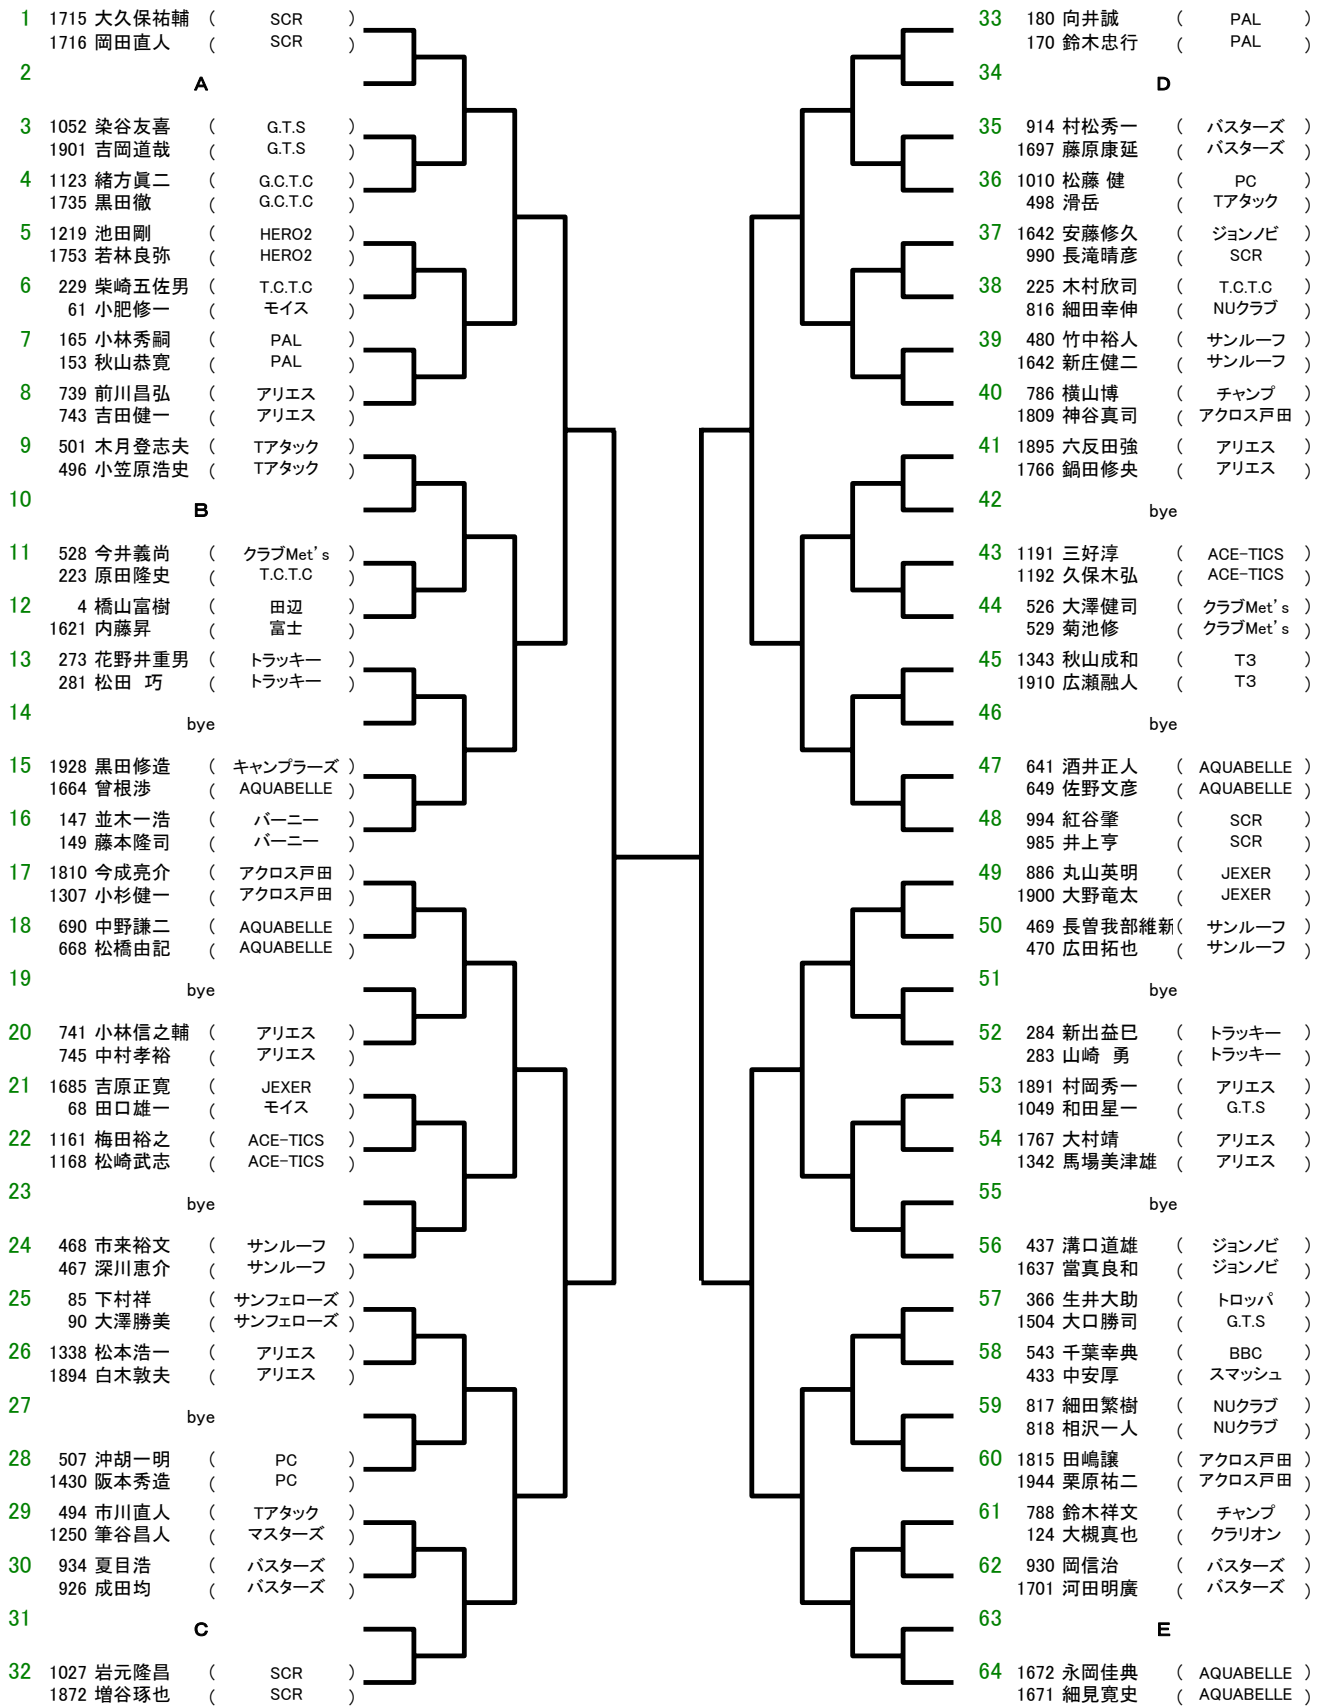 1 1715 大久保祐輔 ( SCR )
1716 岡田直人 ( SCR )
2 A
3 1052 染谷友喜 ( G.T.S )
1901 吉岡道哉 ( G.T.S )
4 1123 緒方眞二 ( G.C.T.C )
1735 黒田徹 ( G.C.T.C )
5 1219 池田剛 ( HERO2 )
1753 若林良弥 ( HERO2 )
6 229 柴崎五佐男 ( T.C.T.C )
61 小肥修一 ( モイス )
7 165 小林秀嗣 ( PAL )
153 秋山恭寛 ( PAL )
8 739 前川昌弘 ( アリエス )
743 吉田健一 ( アリエス )
9 501 木月登志夫 ( Tアタック )
496 小笠原浩史 ( Tアタック )
10 B
11 528 今井義尚 ( クラブMet's )
223 原田隆史 ( T.C.T.C )
12 4 橋山富樹 ( 田辺 )
1621 内藤昇 ( 富士 )
13 273 花野井重男 ( トラッキー )
281 松田 巧 ( トラッキー )
14 bye
15 1928 黒田修造 ( キャンプラーズ )
1664 曾根渉 ( AQUABELLE )
16 147 並木一浩 ( バーニー )
149 藤本隆司 ( バーニー )
17 1810 今成亮介 ( アクロス戸田 )
1307 小杉健一 ( アクロス戸田 )
18 690 中野謙二 ( AQUABELLE )
668 松橋由記 ( AQUABELLE )
19 bye
20 741 小林信之輔 ( アリエス )
745 中村孝裕 ( アリエス )
21 1685 吉原正寛 ( JEXER )
68 田口雄一 ( モイス )
22 1161 梅田裕之 ( ACE-TICS )
1168 松崎武志 ( ACE-TICS )
23 bye
24 468 市来裕文 ( サンルーフ )
467 深川恵介 ( サンルーフ )
25 85 下村祥 ( サンフェローズ )
90 大澤勝美 ( サンフェローズ )
26 1338 松本浩一 ( アリエス )
1894 白木敦夫 ( アリエス )
27 bye
28 507 沖胡一明 ( PC )
1430 阪本秀造 ( PC )
29 494 市川直人 ( Tアタック )
1250 筆谷昌人 ( マスターズ )
30 934 夏目浩 ( バスターズ )
926 成田均 ( バスターズ )
31 C
32 1027 岩元隆昌 ( SCR )
1872 増谷琢也 ( SCR )
33 180 向井誠 ( PAL )
170 鈴木忠行 ( PAL )
34 D
35 914 村松秀一 ( バスターズ )
1697 藤原康延 ( バスターズ )
36 1010 松藤 健 ( PC )
498 滑岳 ( Tアタック )
37 1642 安藤修久 ( ジョンノビ )
990 長滝晴彦 ( SCR )
38 225 木村欣司 ( T.C.T.C )
816 細田幸伸 ( NUクラブ )
39 480 竹中裕人 ( サンルーフ )
1642 新庄健二 ( サンルーフ )
40 786 横山博 ( チャンプ )
1809 神谷真司 ( アクロス戸田 )
41 1895 六反田強 ( アリエス )
1766 鍋田修央 ( アリエス )
42 bye
43 1191 三好淳 ( ACE-TICS )
1192 久保木弘 ( ACE-TICS )
44 526 大澤健司 ( クラブMet's )
529 菊池修 ( クラブMet's )
45 1343 秋山成和 ( T3 )
1910 広瀬融人 ( T3 )
46 bye
47 641 酒井正人 ( AQUABELLE )
649 佐野文彦 ( AQUABELLE )
48 994 紅谷肇 ( SCR )
985 井上亨 ( SCR )
49 886 丸山英明 ( JEXER )
1900 大野竜太 ( JEXER )
50 469 長曽我部維新( サンルーフ )
470 広田拓也 ( サンルーフ )
51 bye
52 284 新出益巳 ( トラッキー )
283 山崎 勇 ( トラッキー )
53 1891 村岡秀一 ( アリエス )
1049 和田星一 ( G.T.S )
54 1767 大村靖 ( アリエス )
1342 馬場美津雄 ( アリエス )
55 bye
56 437 溝口道雄 ( ジョンノビ )
1637 當真良和 ( ジョンノビ )
57 366 生井大助 ( トロッパ )
1504 大口勝司 ( G.T.S )
58 543 千葉幸典 ( BBC )
433 中安厚 ( スマッシュ )
59 817 細田繁樹 ( NUクラブ )
818 相沢一人 ( NUクラブ )
60 1815 田嶋譲 ( アクロス戸田 )
1944 栗原祐二 ( アクロス戸田 )
61 788 鈴木祥文 ( チャンプ )
124 大槻真也 ( クラリオン )
62 930 岡信治 ( バスターズ )
1701 河田明廣 ( バスターズ )
63 E
64 1672 永岡佳典 ( AQUABELLE )
1671 細見寛史 ( AQUABELLE )